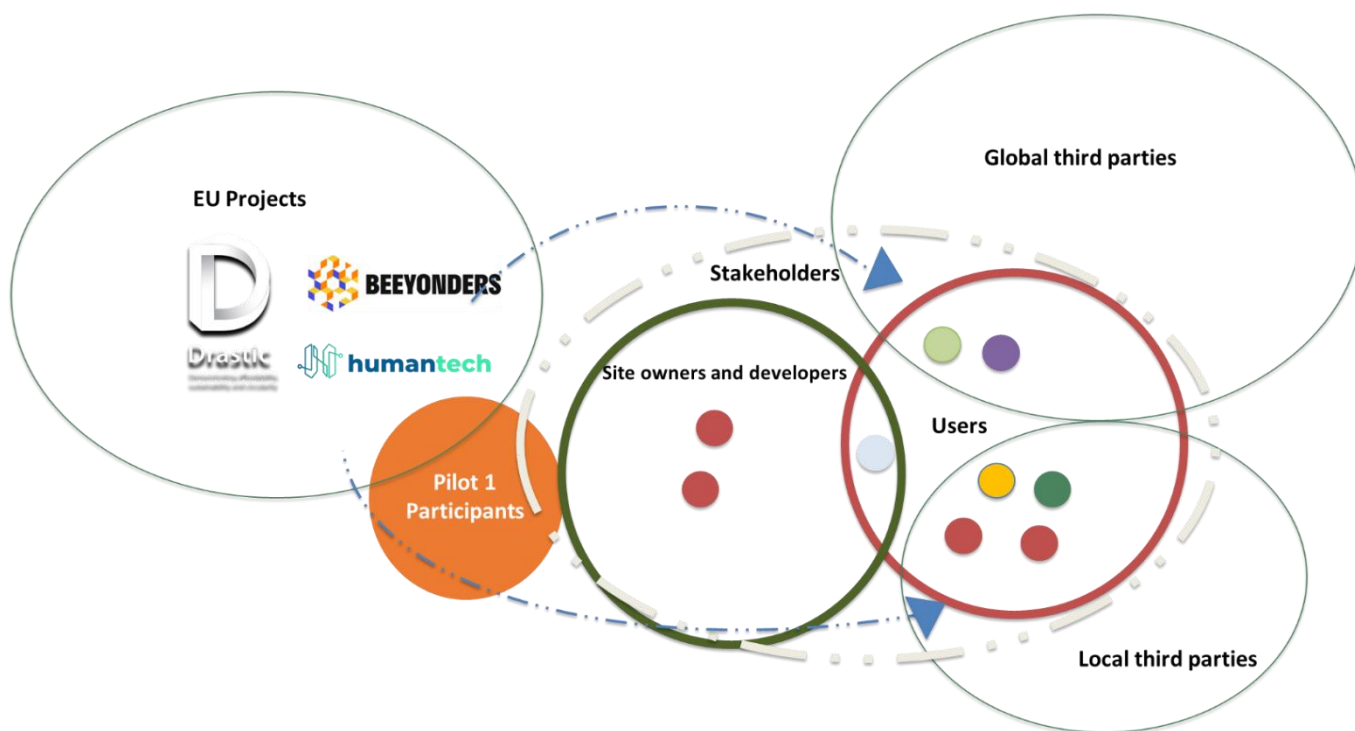 Global third parties
EU Projects
Stakeholders
BEEYONDERS
Drastic
humantech
Site owners and developers
Users
Pilot 1
Participants
Local third parties